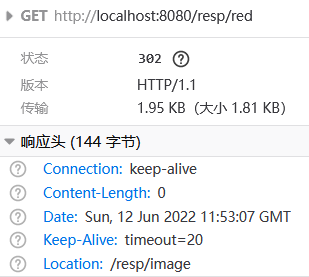 GET http://localhost:8080/resp/red
状态 302
版本 HTTP/1.1
传输 1.95 KB（大小 1.81 KB）
响应头 (144 字节)
Connection: keep-alive
Content-Length: 0
Date: Sun, 12 Jun 2022 11:53:07 GMT
Keep-Alive: timeout=20
Location: /resp/image